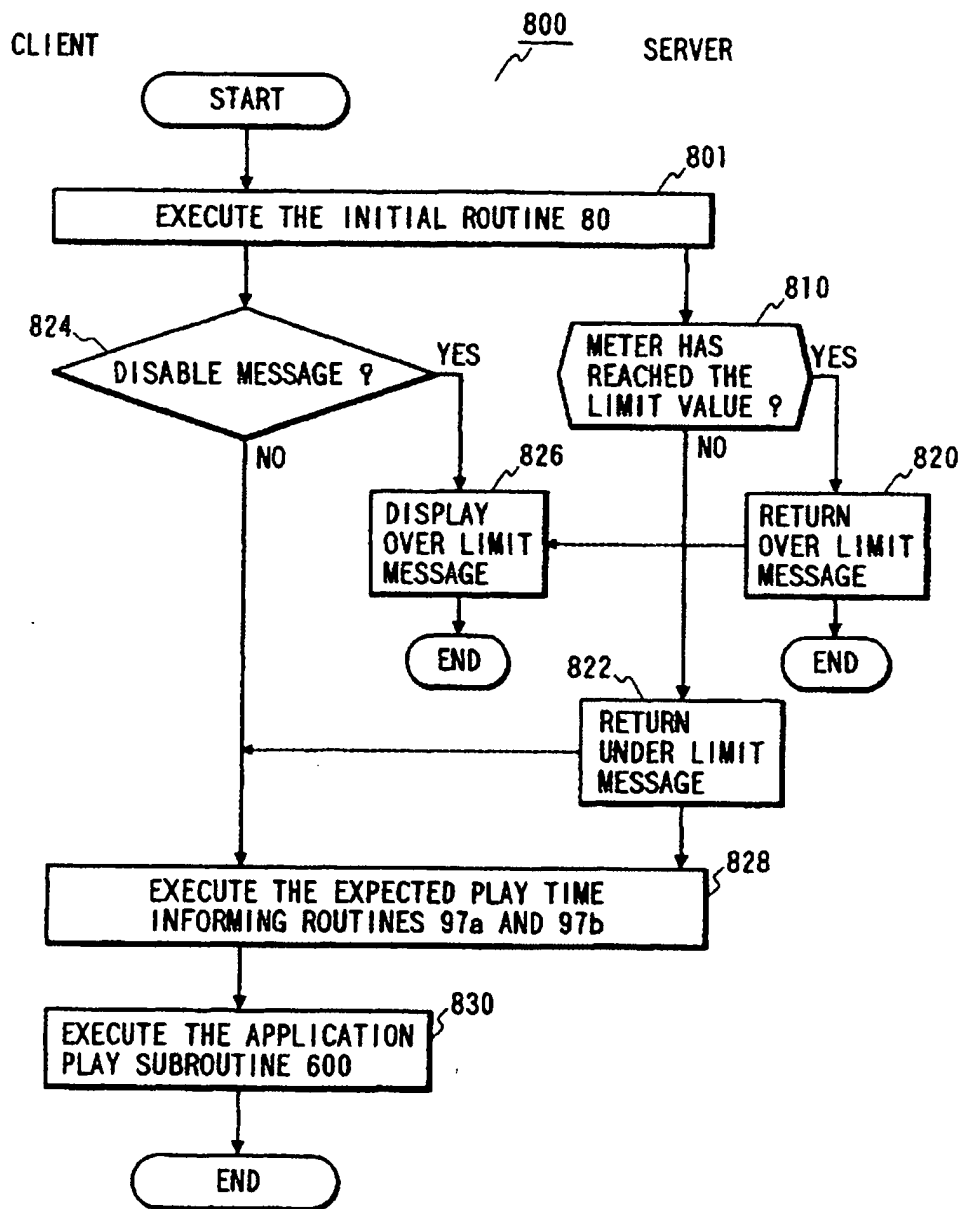 CLIENT
800
SERVER
START
801
EXECUTE THE INITIAL ROUTINE 80
824
DISABLE MESSAGE ?
YES
NO
810
METER HAS
REACHED THE
LIMIT VALUE ?
YES
NO
826
DISPLAY
OVER LIMIT
MESSAGE
820
RETURN
OVER LIMIT
MESSAGE
END
END
822
RETURN
UNDER LIMIT
MESSAGE
828
EXECUTE THE EXPECTED PLAY TIME
INFORMING ROUTINES 97a AND 97b
830
EXECUTE THE APPLICATION
PLAY SUBROUTINE 600
END